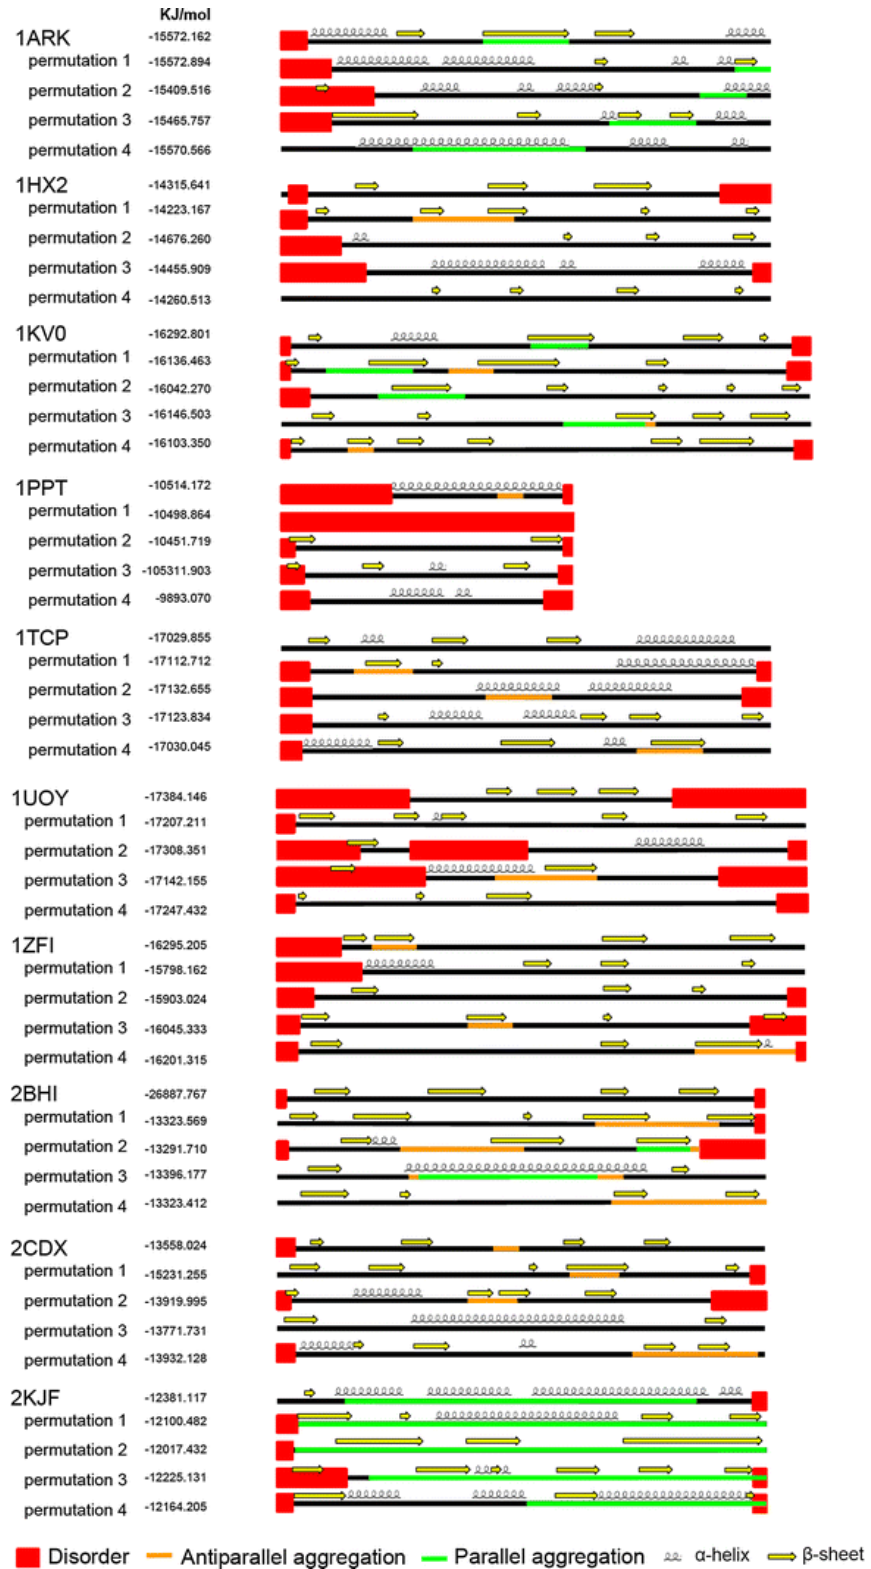 KJ/mol
1ARK -15572.162
permutation 1 -15572.894
permutation 2 -15409.516
permutation 3 -15465.757
permutation 4 -15570.566
1HX2 -14315.641
permutation 1 -14223.167
permutation 2 -14676.260
permutation 3 -14455.909
permutation 4 -14260.513
1KV0 -16292.801
permutation 1 -16136.463
permutation 2 -16042.270
permutation 3 -16146.503
permutation 4 -16103.350
1PPT -10514.172
permutation 1 -10498.864
permutation 2 -10451.719
permutation 3 -105311.903
permutation 4 -9893.070
1TCP -17029.855
permutation 1 -17112.712
permutation 2 -17132.655
permutation 3 -17123.834
permutation 4 -17030.045
1UOY -17384.146
permutation 1 -17207.211
permutation 2 -17308.351
permutation 3 -17142.155
permutation 4 -17247.432
1ZFI -16295.205
permutation 1 -15798.162
permutation 2 -15903.024
permutation 3 -16045.333
permutation 4 -16201.315
2BHI -26887.767
permutation 1 -13323.569
permutation 2 -13291.710
permutation 3 -13396.177
permutation 4 -13323.412
2CDX -13558.024
permutation 1 -15231.255
permutation 2 -13919.995
permutation 3 -13771.731
permutation 4 -13932.128
2KJF -12381.117
permutation 1 -12100.482
permutation 2 -12017.432
permutation 3 -12225.131
permutation 4 -12164.205
Disorder Antiparallel aggregation Parallel aggregation α-helix β-sheet